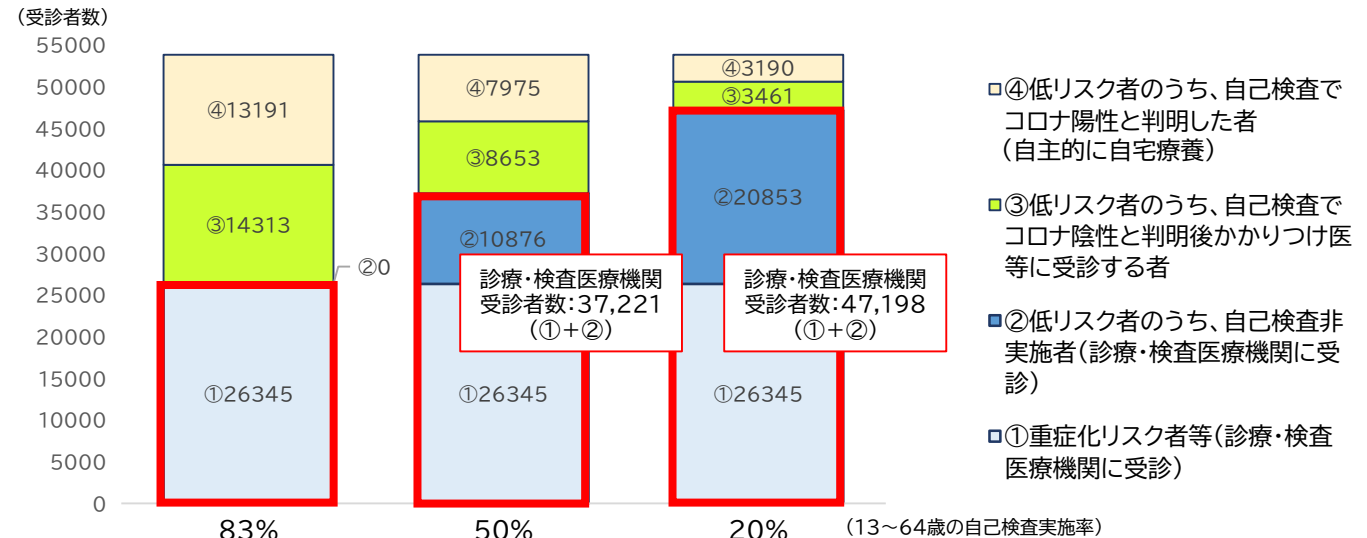 (受診者数)
55000
50000
45000
40000
35000
30000
25000
20000
15000
10000
5000
0
④13191
③14313
②0
①26345
④7975
③8653
②10876
①26345
④3190
③3461
②20853
①26345
診療・検査医療機関
受診者数:37,221
(①+②)
診療・検査医療機関
受診者数:47,198
(①+②)
83%
50%
20%
(13~64歳の自己検査実施率)
④低リスク者のうち、自己検査で
コロナ陽性と判明した者
(自主的に自宅療養)
③低リスク者のうち、自己検査で
コロナ陰性と判明後かかりつけ医
等に受診する者
②低リスク者のうち、自己検査非
実施者(診療・検査医療機関に受
診)
①重症化リスク者等(診療・検査
医療機関に受診)